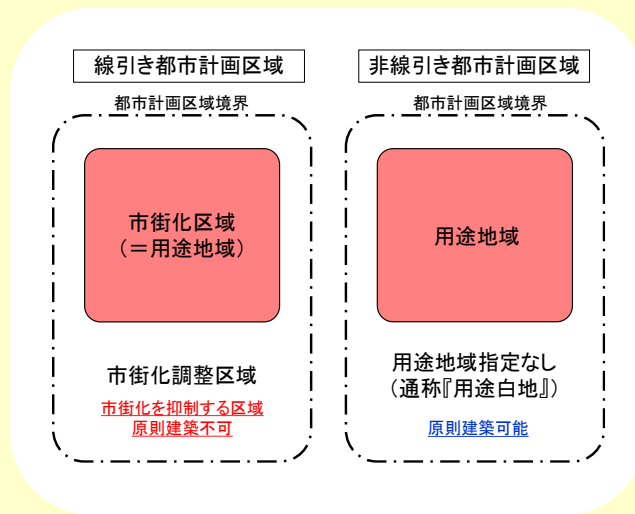 線引き都市計画区域
都市計画区域境界
市街化区域
（＝用途地域）
市街化調整区域
市街化を抑制する区域
原則建築不可
非線引き都市計画区域
都市計画区域境界
用途地域
用途地域指定なし
（通称『用途白地』）
原則建築可能